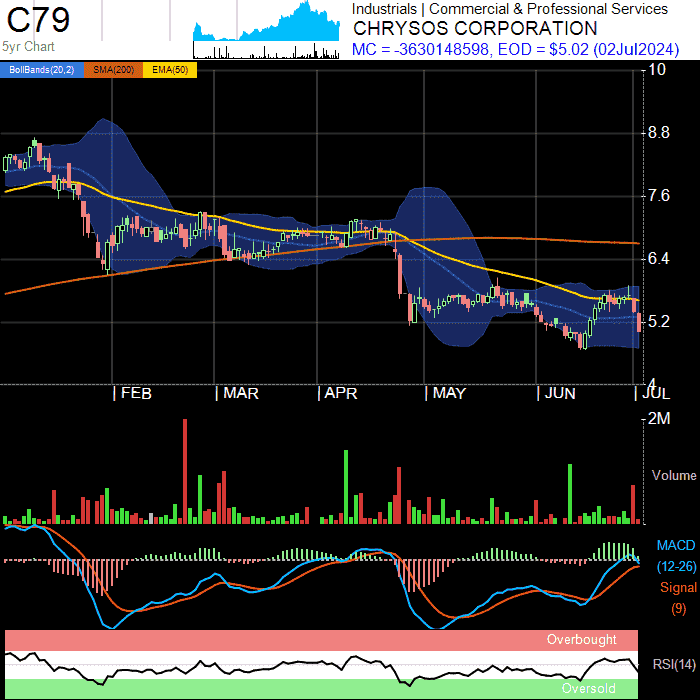 C79
5yr Chart
Industrials | Commercial & Professional Services
CHRYSOS CORPORATION
MC = -3630148598, EOD = $5.02 (02Jul2024)
BollBands(20,2) SMA(200) EMA(50)
10
8.8
7.6
6.4
5.2
4
FEB MAR APR MAY JUN JUL
2M
Volume
MACD
(12-26)
Signal
(9)
Overbought
RSI(14)
Oversold